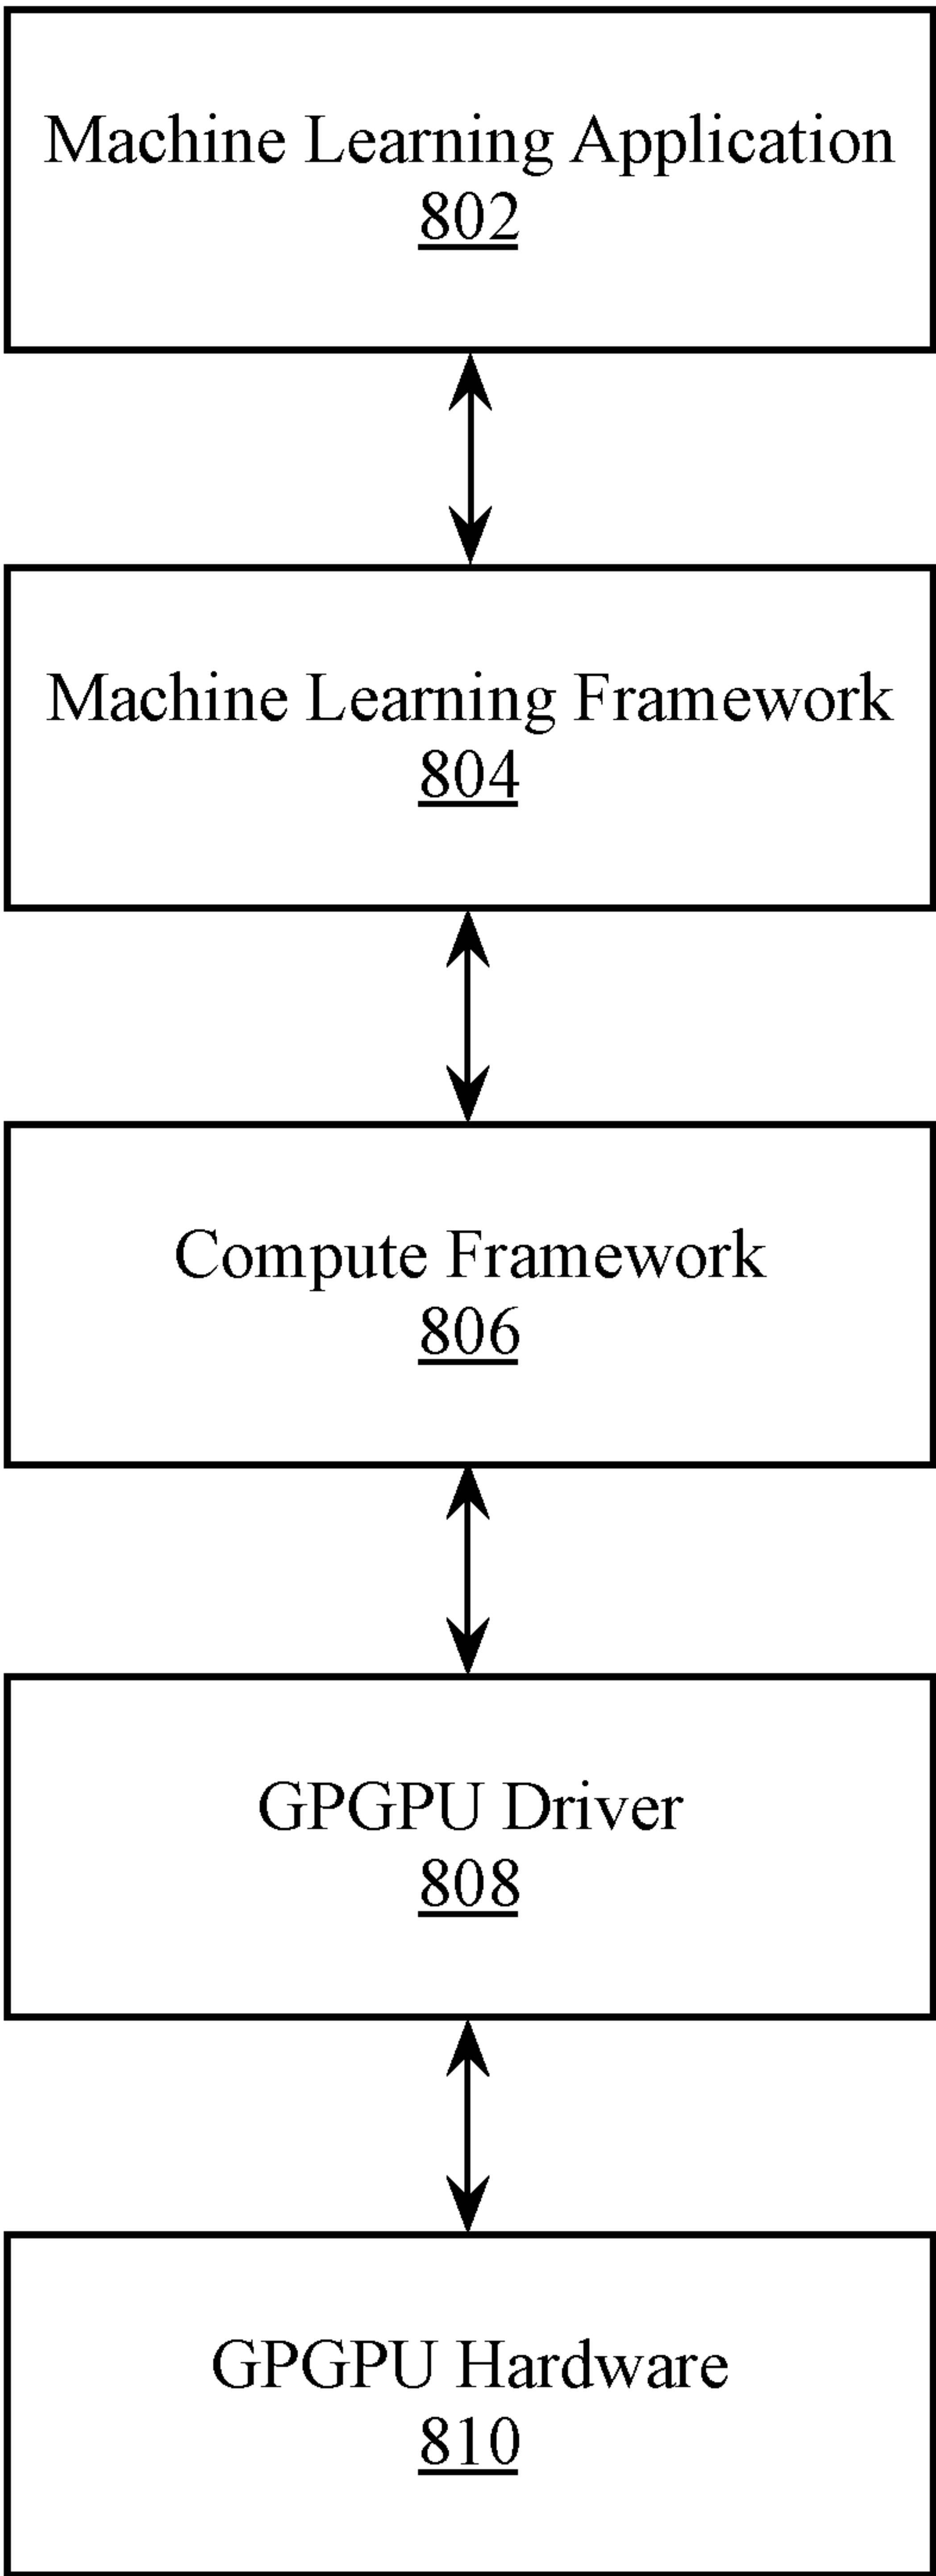 Machine Learning Application
802
Machine Learning Framework
804
Compute Framework
806
GPGPU Driver
808
GPGPU Hardware
810